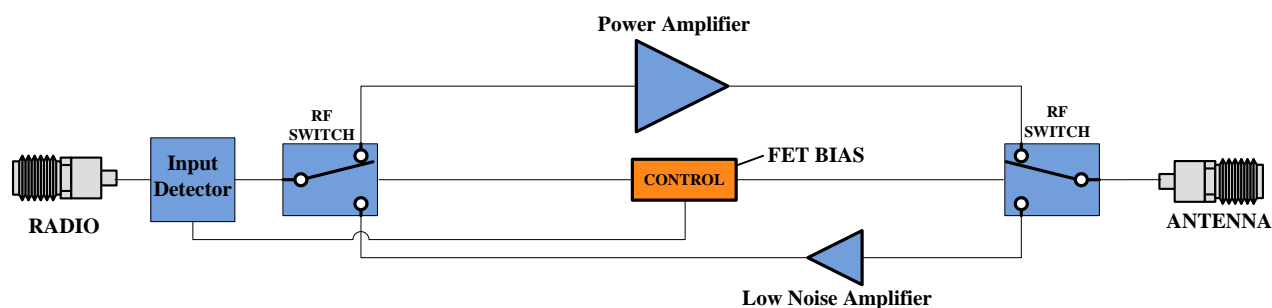 Power Amplifier
RF
SWITCH
RF
SWITCH
Input
Detector
FET BIAS
CONTROL
RADIO
ANTENNA
Low Noise Amplifier